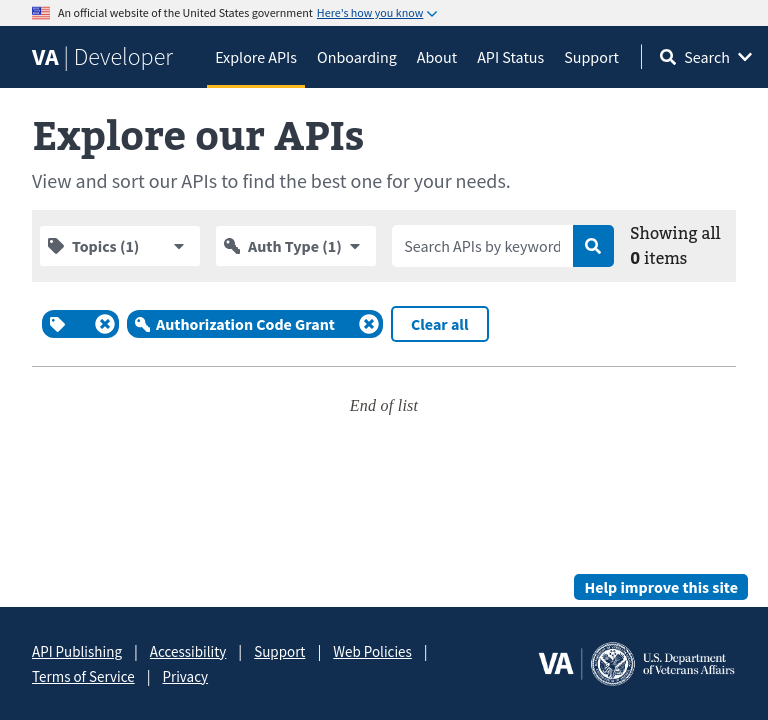 An official website of the United States government Here's how you know
VA | Developer
Explore APIs
Onboarding
About
API Status
Support
Search
Explore our APIs
View and sort our APIs to find the best one for your needs.
Topics (1)
Auth Type (1)
Search APIs by keyword
Showing all
0 items
Authorization Code Grant
Clear all
End of list
Help improve this site
API Publishing | Accessibility | Support | Web Policies |
Terms of Service | Privacy
VA
U.S. Department
of Veterans Affairs